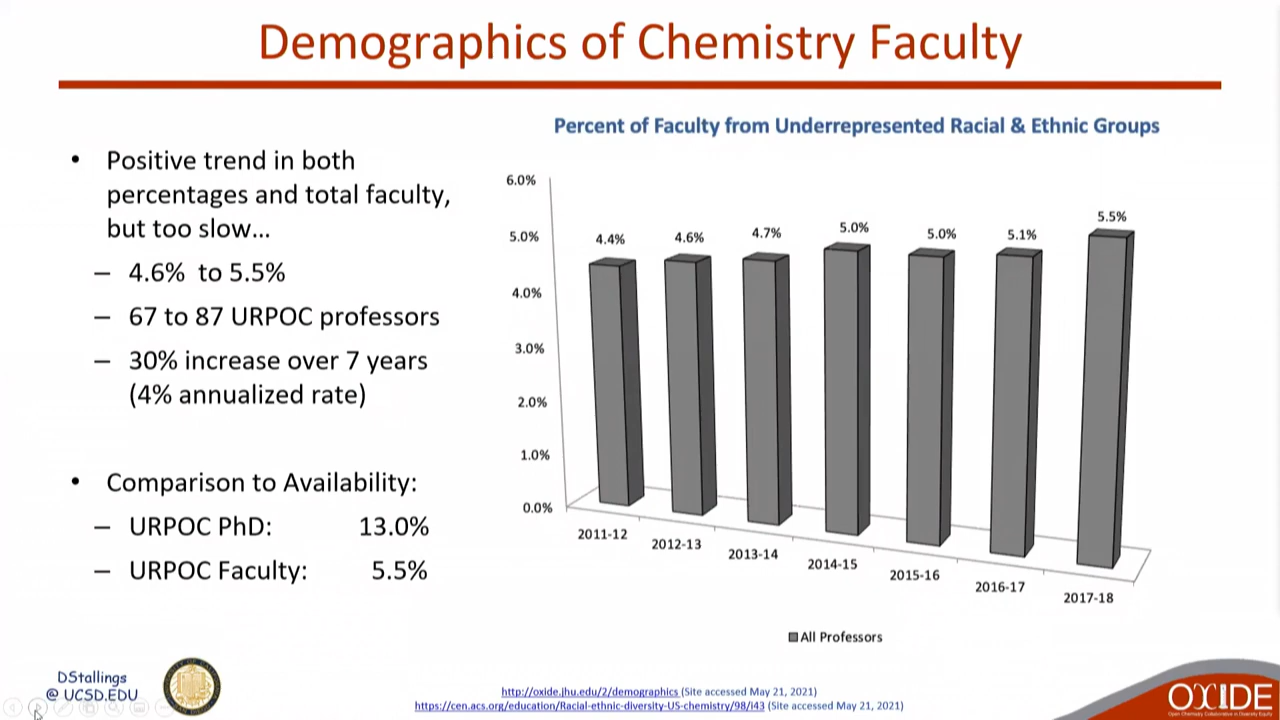 Demographics of Chemistry Faculty
• Positive trend in both
percentages and total faculty,
but too slow…
– 4.6% to 5.5%
– 67 to 87 URPOC professors
– 30% increase over 7 years
(4% annualized rate)
• Comparison to Availability:
– URPOC PhD: 13.0%
– URPOC Faculty: 5.5%
Percent of Faculty from Underrepresented Racial & Ethnic Groups
6.0%
5.0%
4.0%
3.0%
2.0%
1.0%
0.0%
4.4%
4.6%
4.7%
5.0%
5.0%
5.1%
5.5%
2011-12
2012-13
2013-14
2014-15
2015-16
2016-17
2017-18
All Professors
DStallings
@ UCSD.EDU
http://oxide.jhu.edu/2/demographics (Site accessed May 21, 2021)
https://cen.acs.org/education/Racial-ethnic-diversity-US-chemistry/98/i43 (Site accessed May 21, 2021)
OXIDE
Open Chemistry Collaborative in Diversity Equity